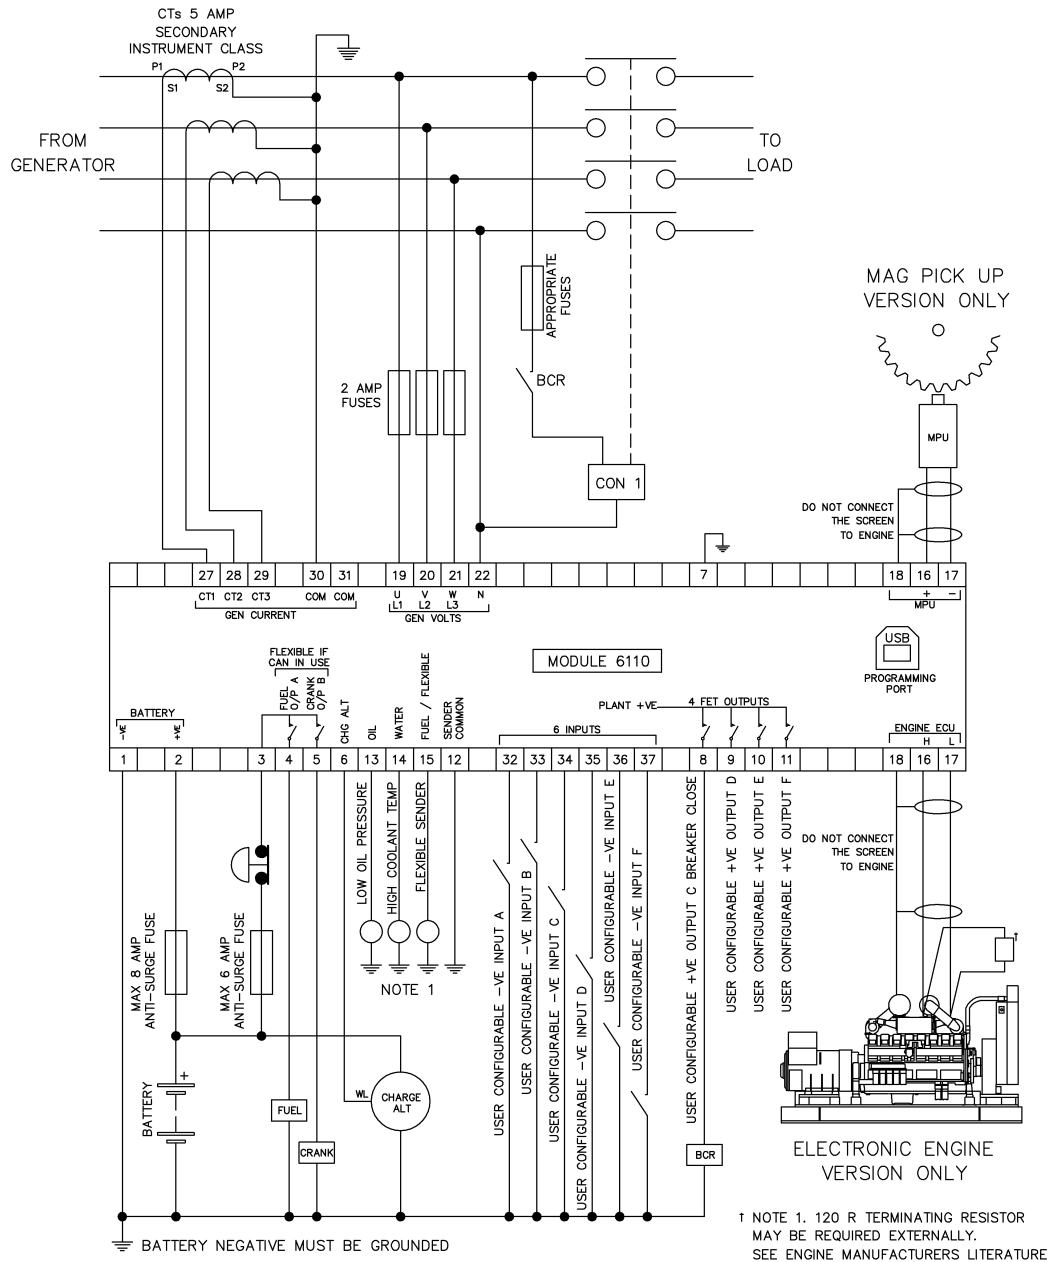 CTs 5 AMP
SECONDARY
INSTRUMENT CLASS
P1
P2
S1
S2
FROM
GENERATOR
TO
LOAD
APPROPRIATE
FUSES
BCR
2 AMP
FUSES
CON 1
MAG PICK UP
VERSION ONLY
MPU
DO NOT CONNECT
THE SCREEN
TO ENGINE
27 28 29 30 31 19 20 21 22 7 18 16 17
CT1 CT2 CT3 COM COM
GEN CURRENT
U V W N
L1 L2 L3
GEN VOLTS
+ −
MPU
USB
PROGRAMMING
PORT
MODULE 6110
FLEXIBLE IF
CAN IN USE
FUEL
O/P A
CRANK
O/P B
CHG ALT
OIL
WATER
FUEL / FLEXIBLE
SENDER
COMMON
BATTERY
-VE
+VE
6 INPUTS
PLANT +VE
4 FET OUTPUTS
ENGINE ECU
H L
1 2 3 4 5 6 13 14 15 12 32 33 34 35 36 37 8 9 10 11 18 16 17
LOW OIL PRESSURE
HIGH COOLANT TEMP
FLEXIBLE SENDER
NOTE 1
MAX 8 AMP
ANTI-SURGE FUSE
MAX 6 AMP
ANTI-SURGE FUSE
BATTERY
+
FUEL
CRANK
WL
CHARGE
ALT
USER CONFIGURABLE -VE INPUT A
USER CONFIGURABLE -VE INPUT B
USER CONFIGURABLE -VE INPUT C
USER CONFIGURABLE -VE INPUT D
USER CONFIGURABLE -VE INPUT E
USER CONFIGURABLE -VE INPUT F
USER CONFIGURABLE +VE OUTPUT C BREAKER CLOSE
USER CONFIGURABLE +VE OUTPUT D
USER CONFIGURABLE +VE OUTPUT E
USER CONFIGURABLE +VE OUTPUT F
BCR
DO NOT CONNECT
THE SCREEN
TO ENGINE
†
ELECTRONIC ENGINE
VERSION ONLY
BATTERY NEGATIVE MUST BE GROUNDED
† NOTE 1. 120 R TERMINATING RESISTOR
MAY BE REQUIRED EXTERNALLY.
SEE ENGINE MANUFACTURERS LITERATURE